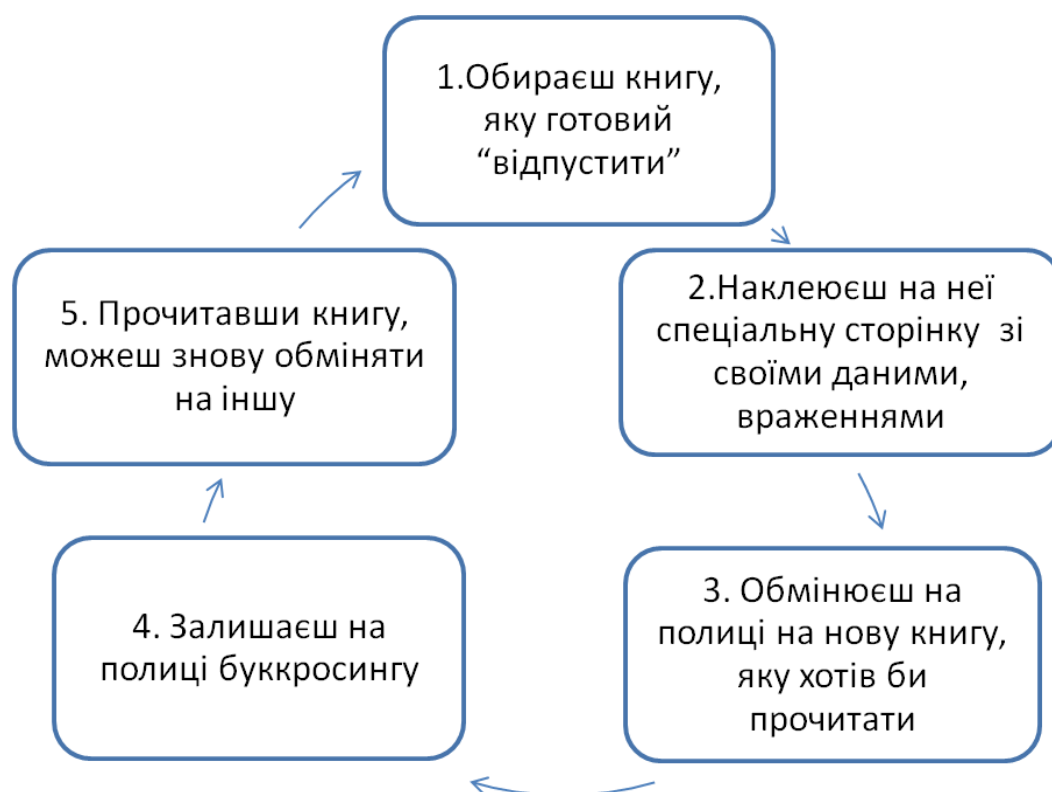 1.Обираєш книгу,
яку готовий
“відпустити”
2.Наклеюєш на неї
спеціальну сторінку  зі
своїми даними,
враженнями
3. Обмінюєш на
полиці на нову книгу,
яку хотів би
прочитати
4. Залишаєш на
полиці буккросингу
5. Прочитавши книгу,
можеш знову обміняти
на іншу